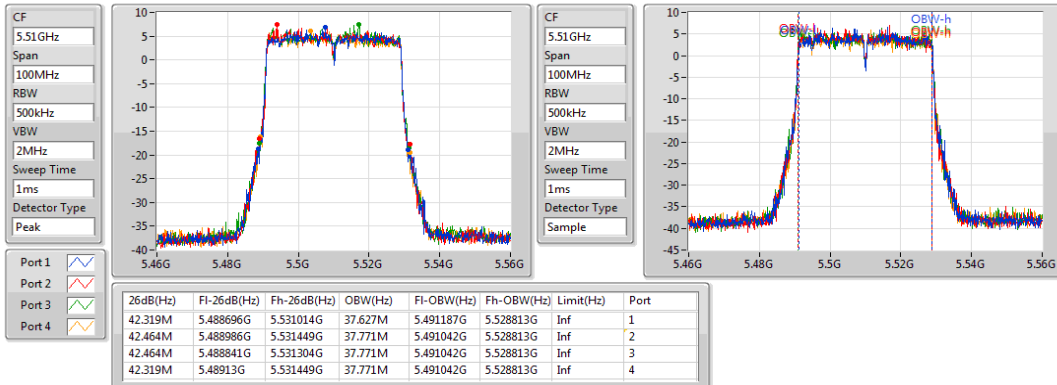 CF
5.51GHz
Span
100MHz
RBW
500kHz
VBW
2MHz
Sweep Time
1ms
Detector Type
Peak
Port 1
Port 2
Port 3
Port 4
10
5
0
-5
-10
-15
-20
-25
-30
-35
-40
5.46G 5.48G 5.5G 5.52G 5.54G 5.56G
CF
5.51GHz
Span
100MHz
RBW
500kHz
VBW
2MHz
Sweep Time
1ms
Detector Type
Sample
10
5
0
-5
-10
-15
-20
-25
-30
-35
-40
-45
5.46G 5.48G 5.5G 5.52G 5.54G 5.56G
OBW-h
OBW-h
26dB(Hz) Fl-26dB(Hz) Fh-26dB(Hz) OBW(Hz) Fl-OBW(Hz) Fh-OBW(Hz) Limit(Hz) Port
42.319M 5.488696G 5.531014G 37.627M 5.491187G 5.528813G Inf 1
42.464M 5.488986G 5.531449G 37.771M 5.491042G 5.528813G Inf 2
42.464M 5.488841G 5.531304G 37.771M 5.491042G 5.528813G Inf 3
42.319M 5.48913G 5.531449G 37.771M 5.491042G 5.528813G Inf 4